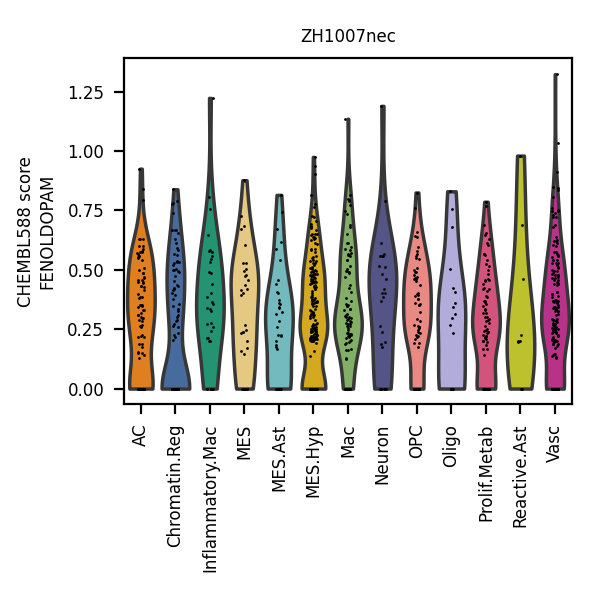 ZH1007nec
CHEMBL588 score
FENOLDOPAM
1.25
1.00
0.75
0.50
0.25
0.00
AC
Chromatin.Reg
Inflammatory.Mac
MES
MES.Ast
MES.Hyp
Mac
Neuron
OPC
Oligo
Prolif.Metab
Reactive.Ast
Vasc